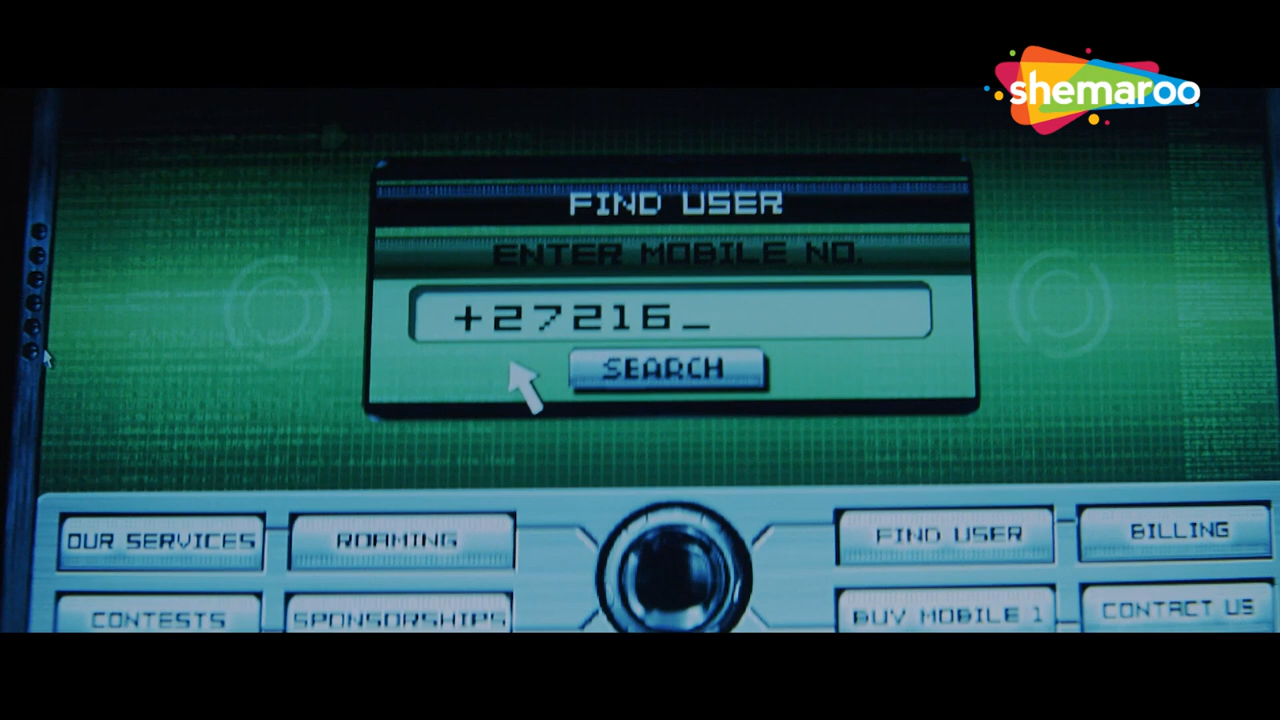 shemaroo
FIND USER
ENTER MOBILE NO.
+27216_
SEARCH
OUR SERVICES
ROAMING
FIND USER
BILLING
CONTESTS
SPONSORSHIPS
BUY MOBILE 1
CONTACT US